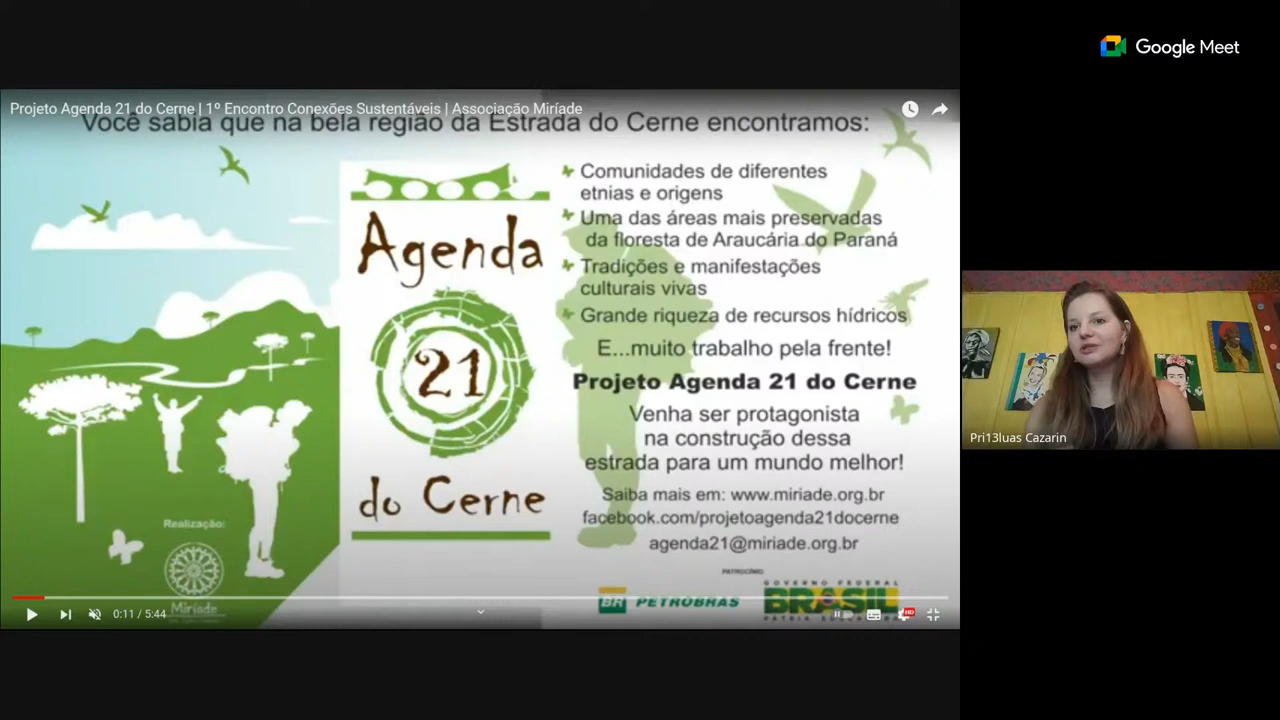 Google Meet
Projeto Agenda 21 do Cerne | 1º Encontro Conexões Sustentáveis | Associação Miríade
Você sabia que na bela região da Estrada do Cerne encontramos:
Agenda
21
do Cerne
Realização:
Miríade
Comunidades de diferentes
etnias e origens
Uma das áreas mais preservadas
da floresta de Araucária do Paraná
Tradições e manifestações
culturais vivas
Grande riqueza de recursos hídricos
E...muito trabalho pela frente!
Projeto Agenda 21 do Cerne
Venha ser protagonista
na construção dessa
estrada para um mundo melhor!
Saiba mais em: www.miriade.org.br
facebook.com/projetoagenda21docerne
agenda21@miriade.org.br
PATROCÍNIO
BR PETROBRAS
GOVERNO FEDERAL
BRASIL
PÁTRIA EDUCADORA
0:11 / 5:44
HD
Pri13luas Cazarin